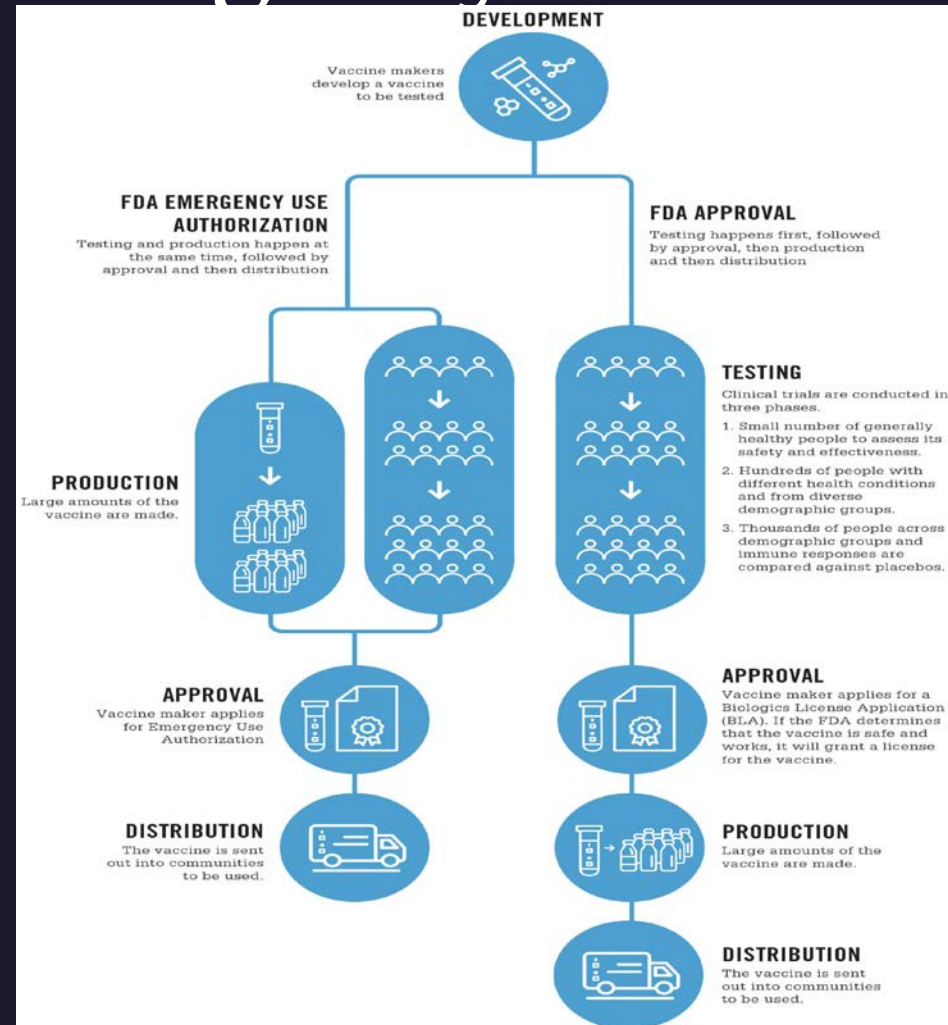 DEVELOPMENT
Vaccine makers
develop a vaccine
to be tested
FDA EMERGENCY USE
AUTHORIZATION
Testing and production happen at
the same time, followed by
approval and then distribution
FDA APPROVAL
Testing happens first, followed
by approval, then production
and then distribution
PRODUCTION
Large amounts of the
vaccine are made.
TESTING
Clinical trials are conducted in
three phases.
1. Small number of generally
healthy people to assess its
safety and effectiveness.
2. Hundreds of people with
different health conditions
and from diverse
demographic groups.
3. Thousands of people across
demographic groups and
immune responses are
compared against placebos.
APPROVAL
Vaccine maker applies
for Emergency Use
Authorization
DISTRIBUTION
The vaccine is sent
out into communities
to be used.
APPROVAL
Vaccine maker applies for a
Biologics License Application
(BLA). If the FDA determines
that the vaccine is safe and
works, it will grant a license
for the vaccine.
PRODUCTION
Large amounts of the
vaccine are made.
DISTRIBUTION
The vaccine is sent
out into communities
to be used.